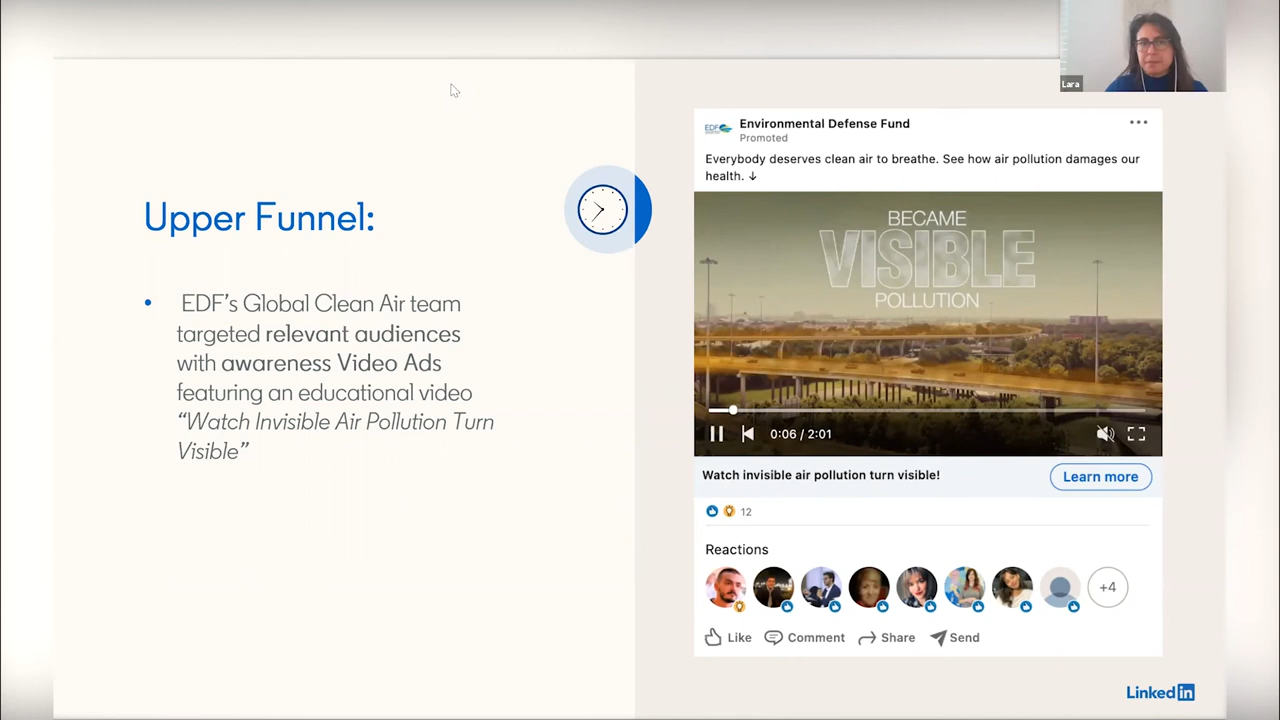 Lara
Upper Funnel:
• EDF's Global Clean Air team
targeted relevant audiences
with awareness Video Ads
featuring an educational video
“Watch Invisible Air Pollution Turn
Visible”
EDF
Environmental Defense Fund
Promoted
Everybody deserves clean air to breathe. See how air pollution damages our
health. ↓
BECAME
VISIBLE
POLLUTION
0:06 / 2:01
Watch invisible air pollution turn visible!
Learn more
12
Reactions
+4
Like Comment Share Send
Linked in